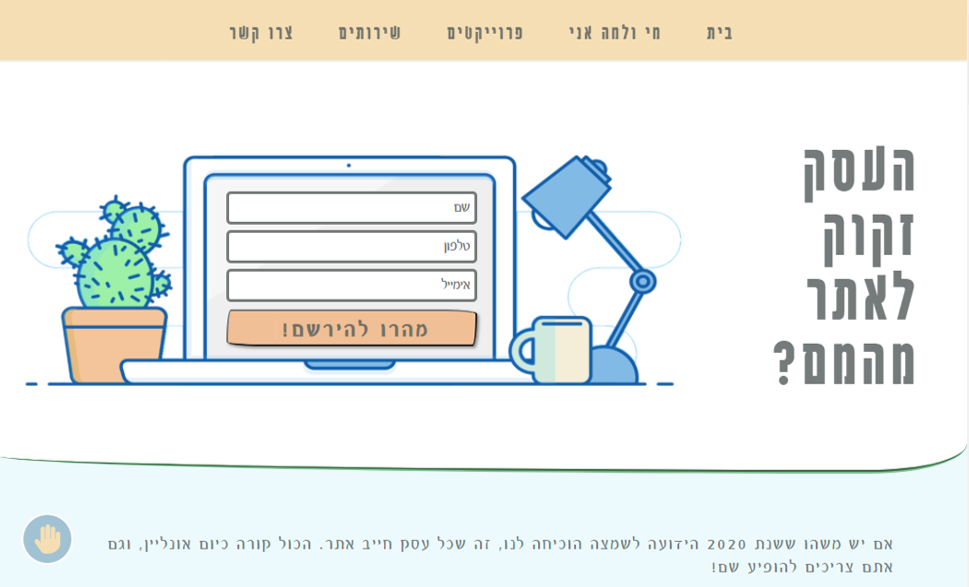 בית חי ולחה אני פרוייקטים שירותים צרו קשר
העסק
זקוק
לאתר
מהמם?
שם
טלפון
אימייל
מהרו להירשם!
אם יש משהו ששנת 2020 הידועה לשמצה הוכיחה לנו, זה שכל עסק חייב אתר. הכול קורה כיום אונליין, וגם
אתם צריכים להופיע שם!